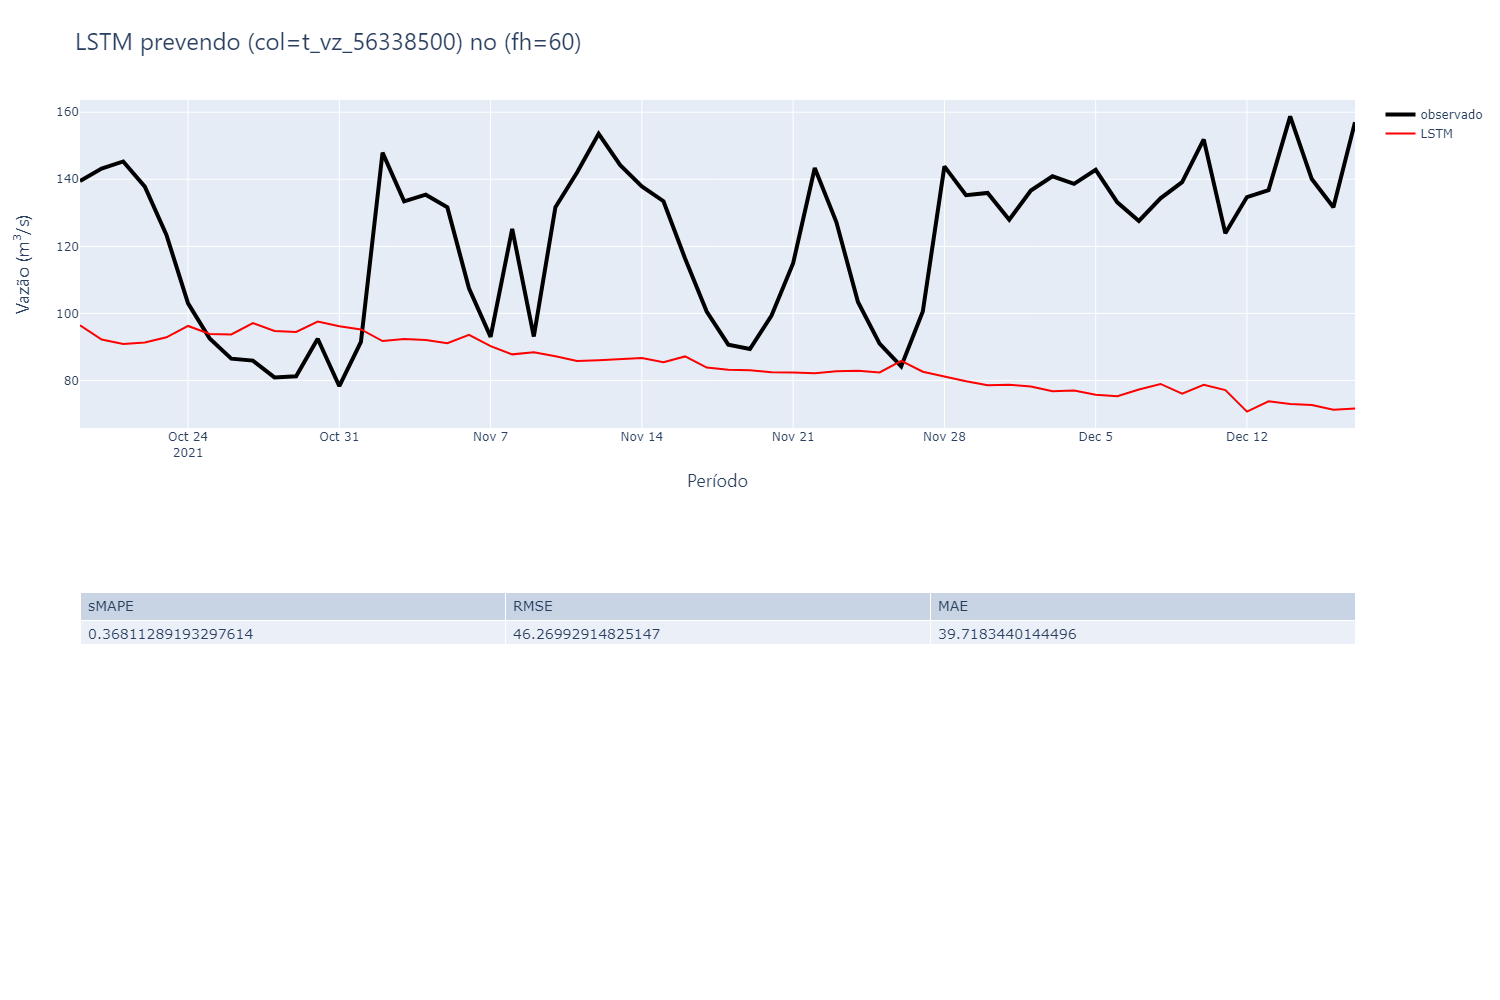 LSTM prevendo (col=t_vz_56338500) no (fh=60)
160
140
120
100
80
Vazão (m³/s)
Oct 24
2021
Oct 31
Nov 7
Nov 14
Nov 21
Nov 28
Dec 5
Dec 12
Período
observado
LSTM
sMAPE RMSE MAE
0.36811289193297614 46.26992914825147 39.7183440144496